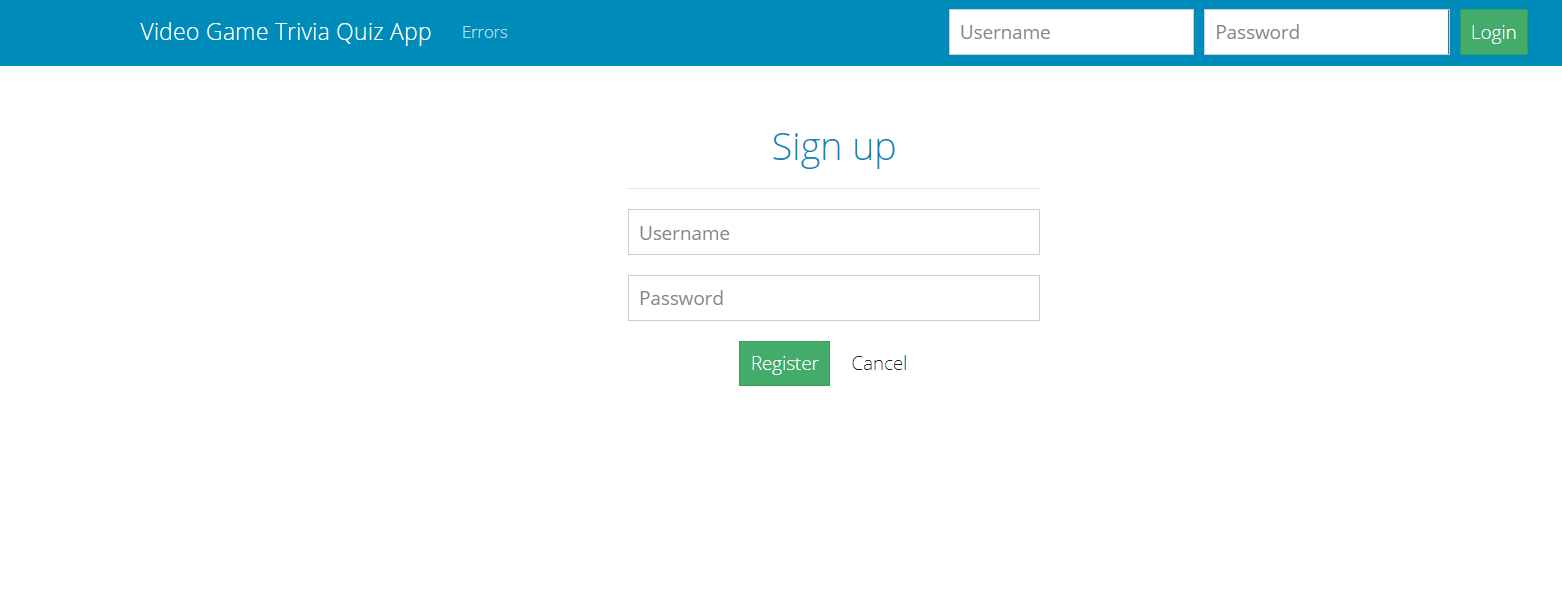 Video Game Trivia Quiz App Errors Username Password Login
Sign up
Username
Password
Register Cancel